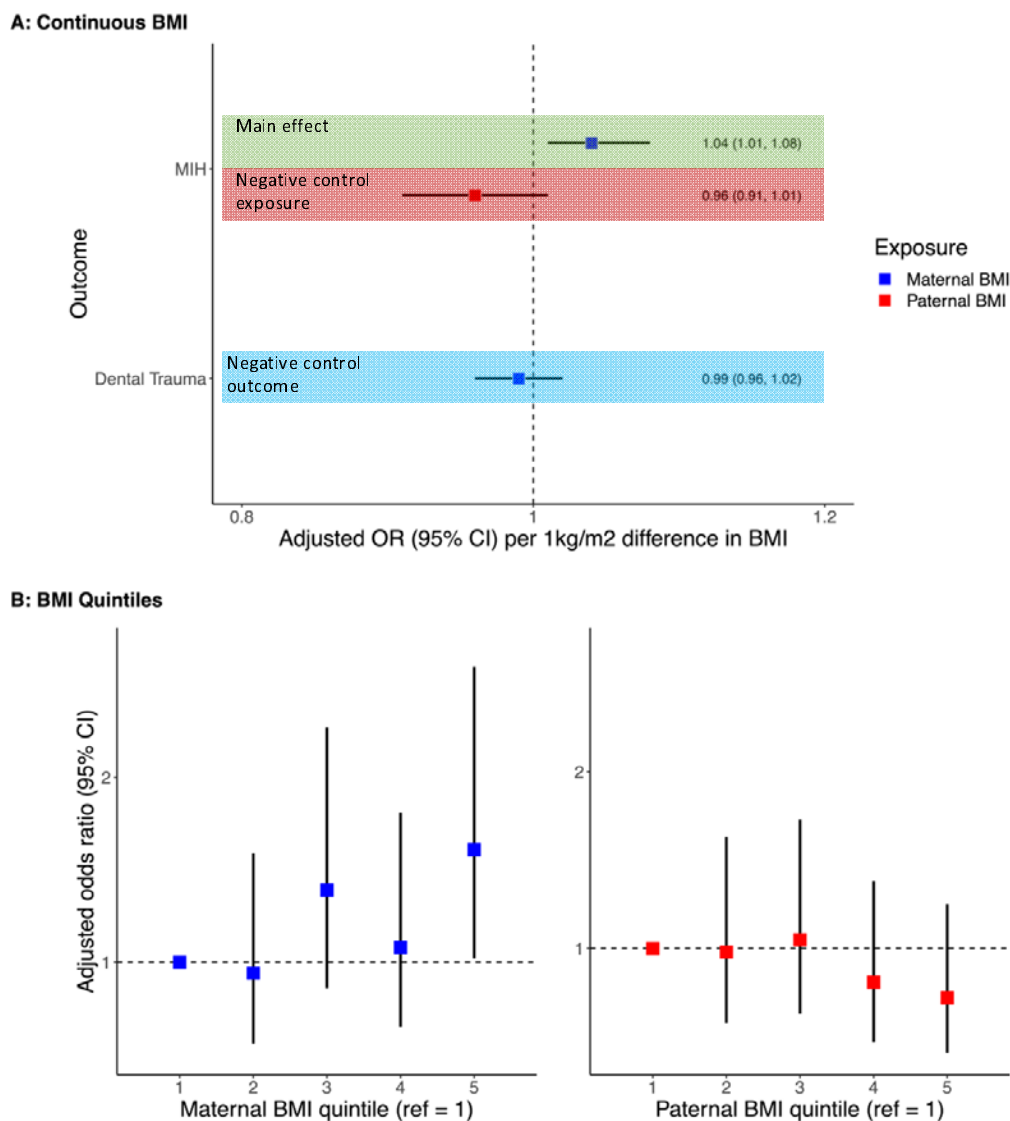 A: Continuous BMI
Main effect
1.04 (1.01, 1.08)
MIH
Negative control
exposure
0.96 (0.91, 1.01)
Outcome
Exposure
Maternal BMI
Paternal BMI
Negative control
outcome
Dental Trauma
0.99 (0.96, 1.02)
0.8
1
1.2
Adjusted OR (95% CI) per 1kg/m2 difference in BMI
B: BMI Quintiles
Adjusted odds ratio (95% CI)
2
1
1 2 3 4 5
Maternal BMI quintile (ref = 1)
2
1
1 2 3 4 5
Paternal BMI quintile (ref = 1)